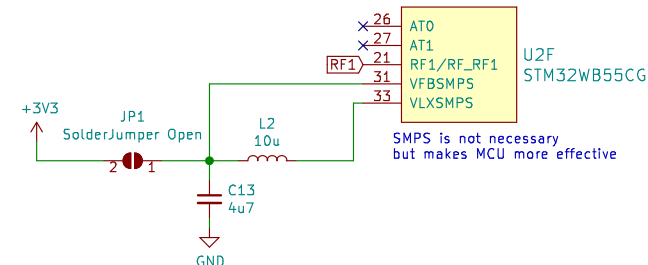 26 AT0
27 AT1
RF1 21 RF1/RF_RF1
31 VFBSMPS
33 VLXSMPS
U2F
STM32WB55CG
+3V3
JP1
SolderJumper Open
2 1
L2
10u
SMPS is not necessary
but makes MCU more effective
C13
4u7
GND